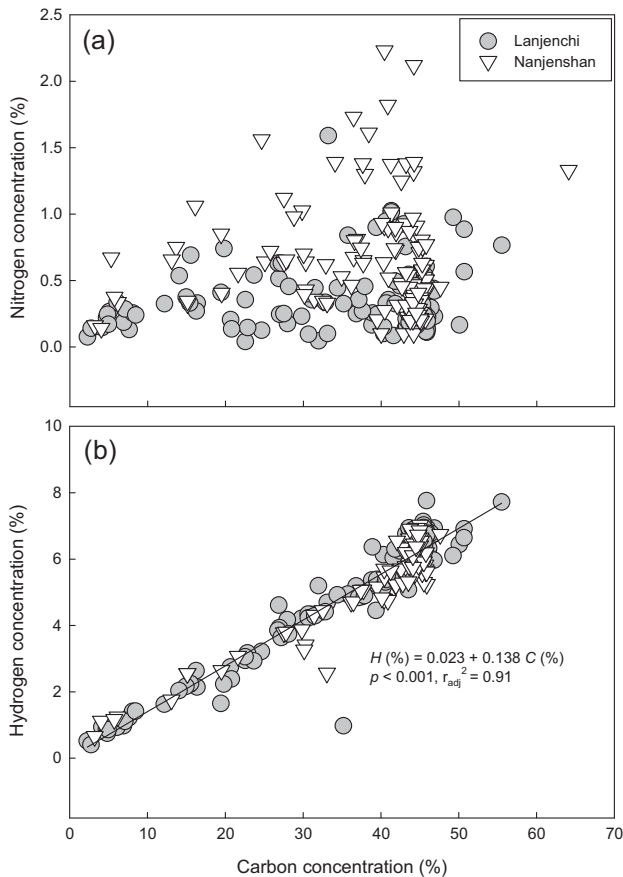 (a)
Lanjenchi
Nanjenshan
Nitrogen concentration (%)
2.5
2.0
1.5
1.0
0.5
0.0
(b)
Hydrogen concentration (%)
10
8
6
4
2
0
H (%) = 0.023 + 0.138 C (%)
p < 0.001, r_adj² = 0.91
0 10 20 30 40 50 60 70
Carbon concentration (%)